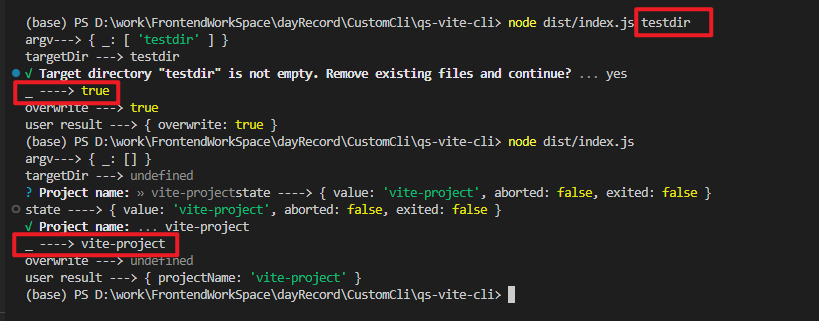 (base) PS D:\work\FrontendWorkSpace\dayRecord\CustomCli\qs-vite-cli> node dist/index.js testdir
argv---> { _: [ 'testdir' ] }
targetDir ---> testdir
√ Target directory "testdir" is not empty. Remove existing files and continue? ... yes
_ ----> true
overwrite ---> true
user result ---> { overwrite: true }
(base) PS D:\work\FrontendWorkSpace\dayRecord\CustomCli\qs-vite-cli> node dist/index.js
argv---> { _: [] }
targetDir ---> undefined
? Project name: » vite-projectstate ----> { value: 'vite-project', aborted: false, exited: false }
state ----> { value: 'vite-project', aborted: false, exited: false }
√ Project name: ... vite-project
_ ----> vite-project
overwrite ---> undefined
user result ---> { projectName: 'vite-project' }
(base) PS D:\work\FrontendWorkSpace\dayRecord\CustomCli\qs-vite-cli>